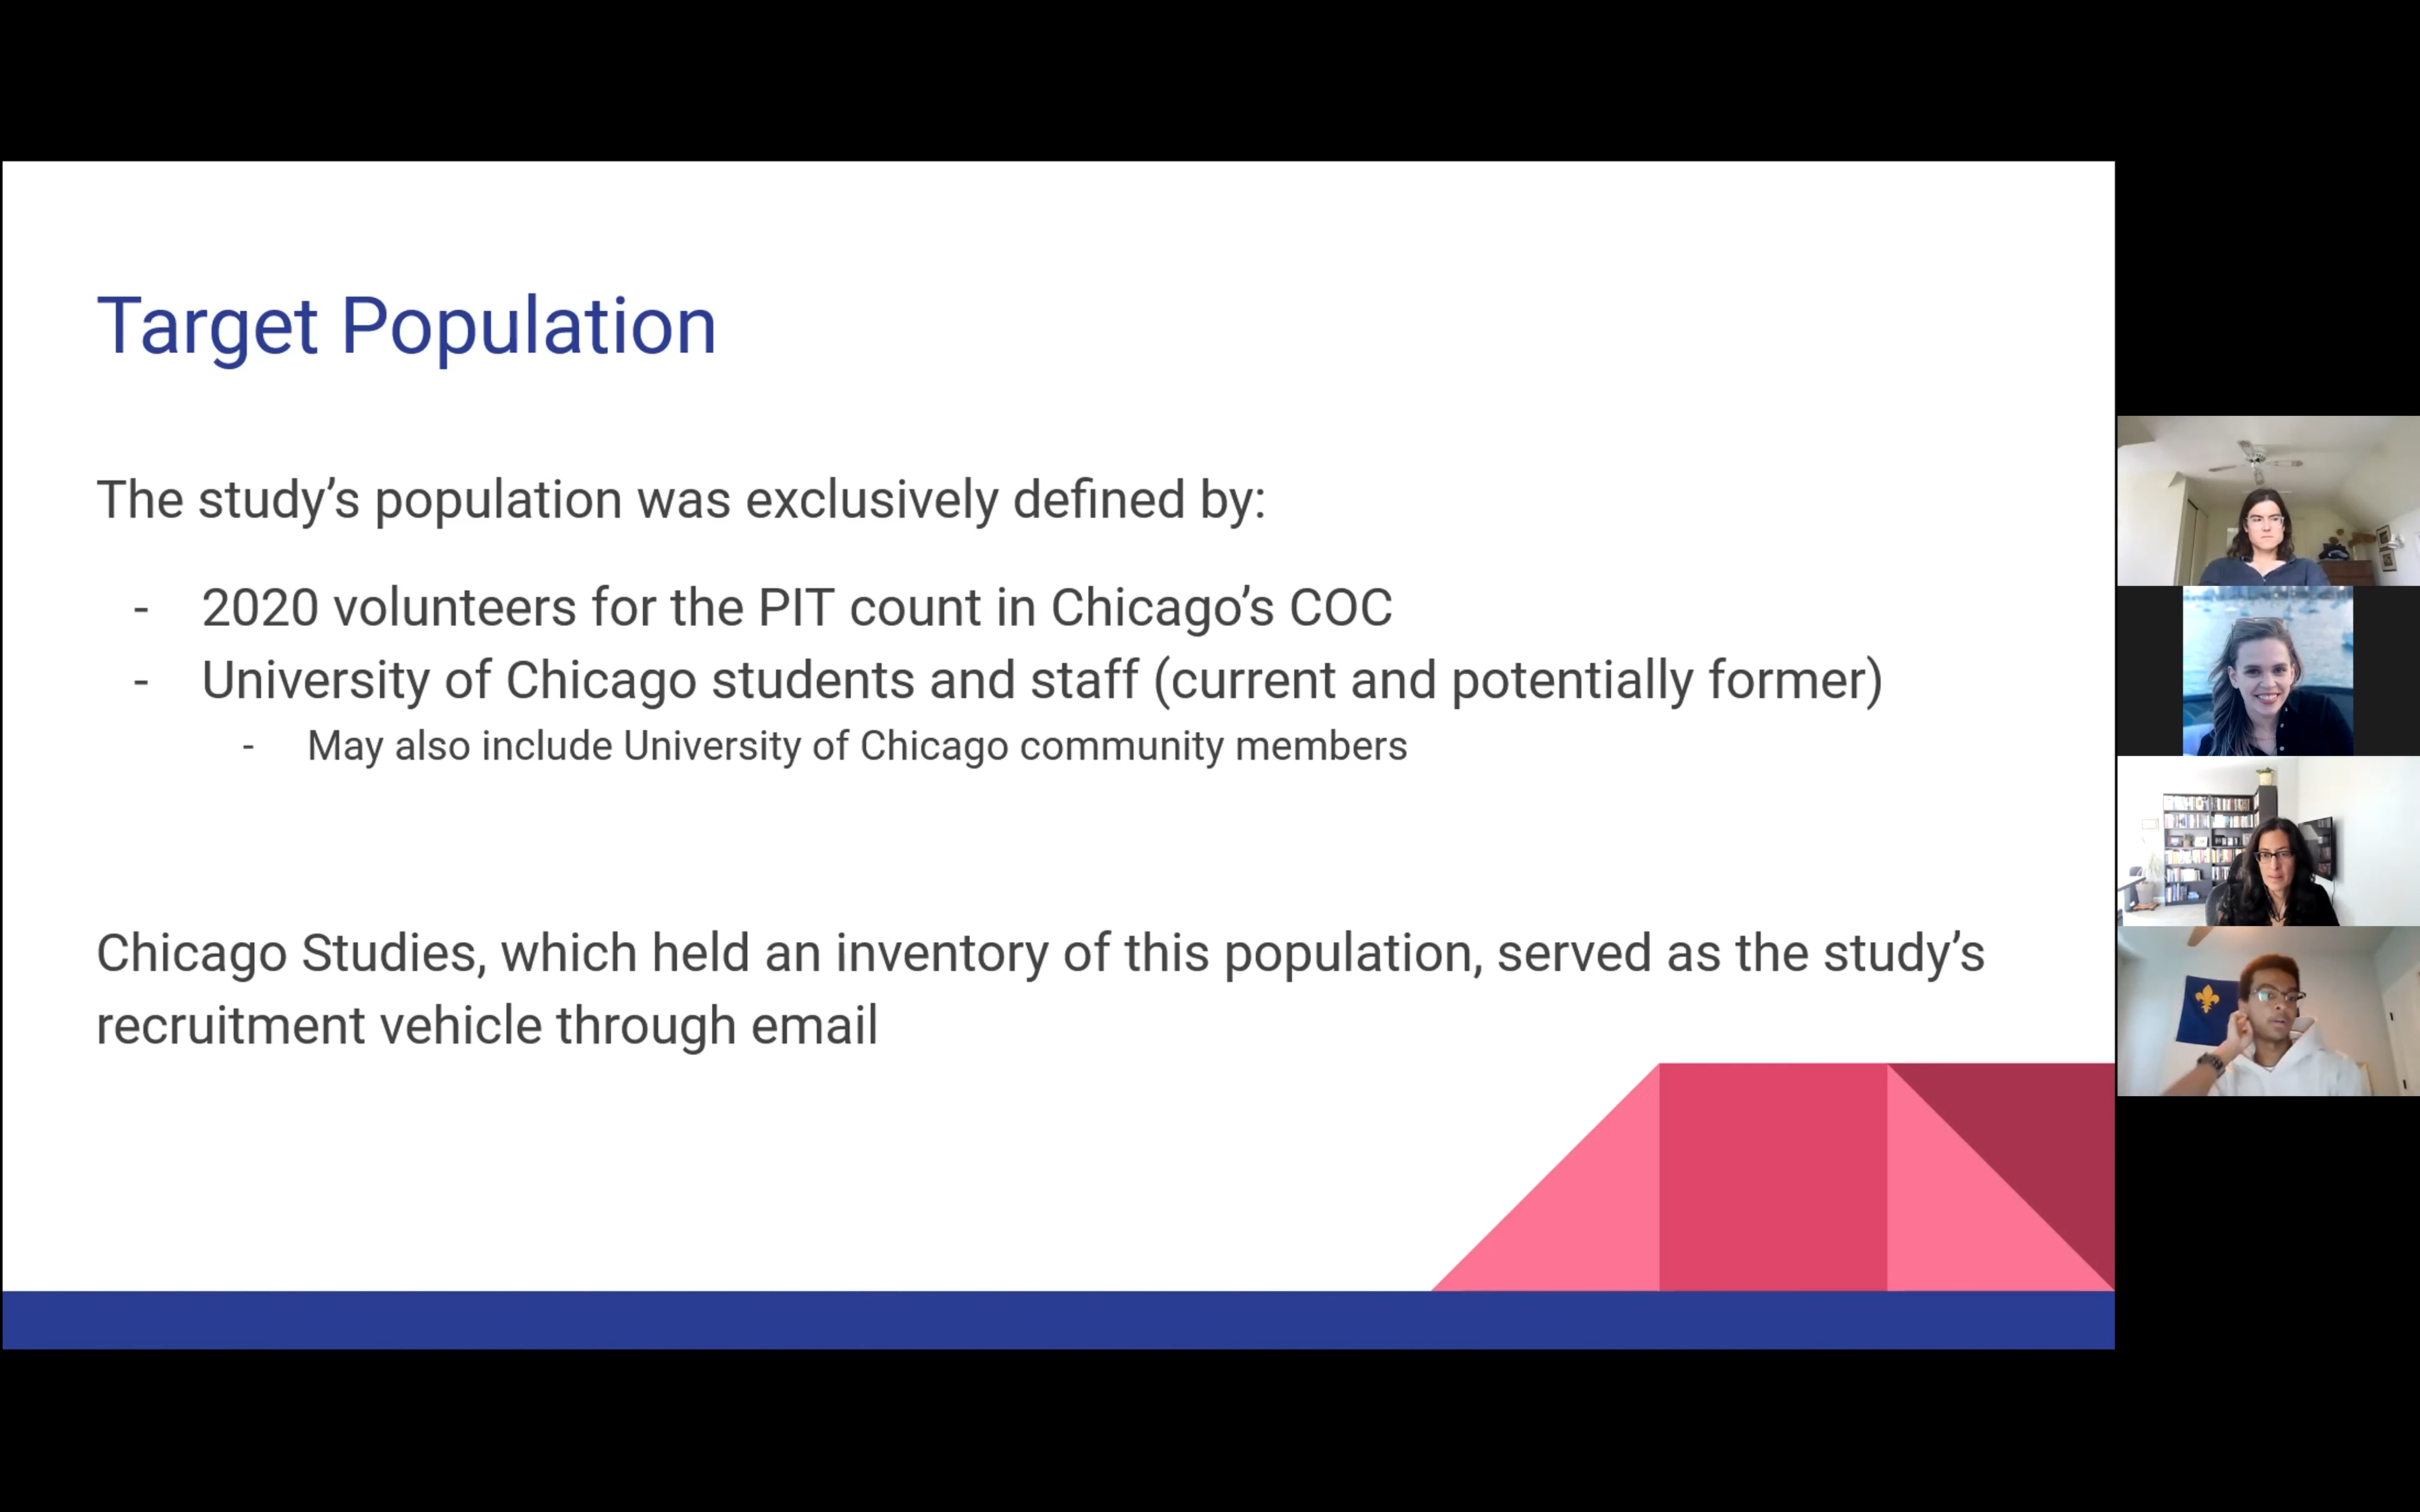 Target Population
The study’s population was exclusively defined by:
- 2020 volunteers for the PIT count in Chicago’s COC
- University of Chicago students and staff (current and potentially former)
- May also include University of Chicago community members
Chicago Studies, which held an inventory of this population, served as the study’s
recruitment vehicle through email